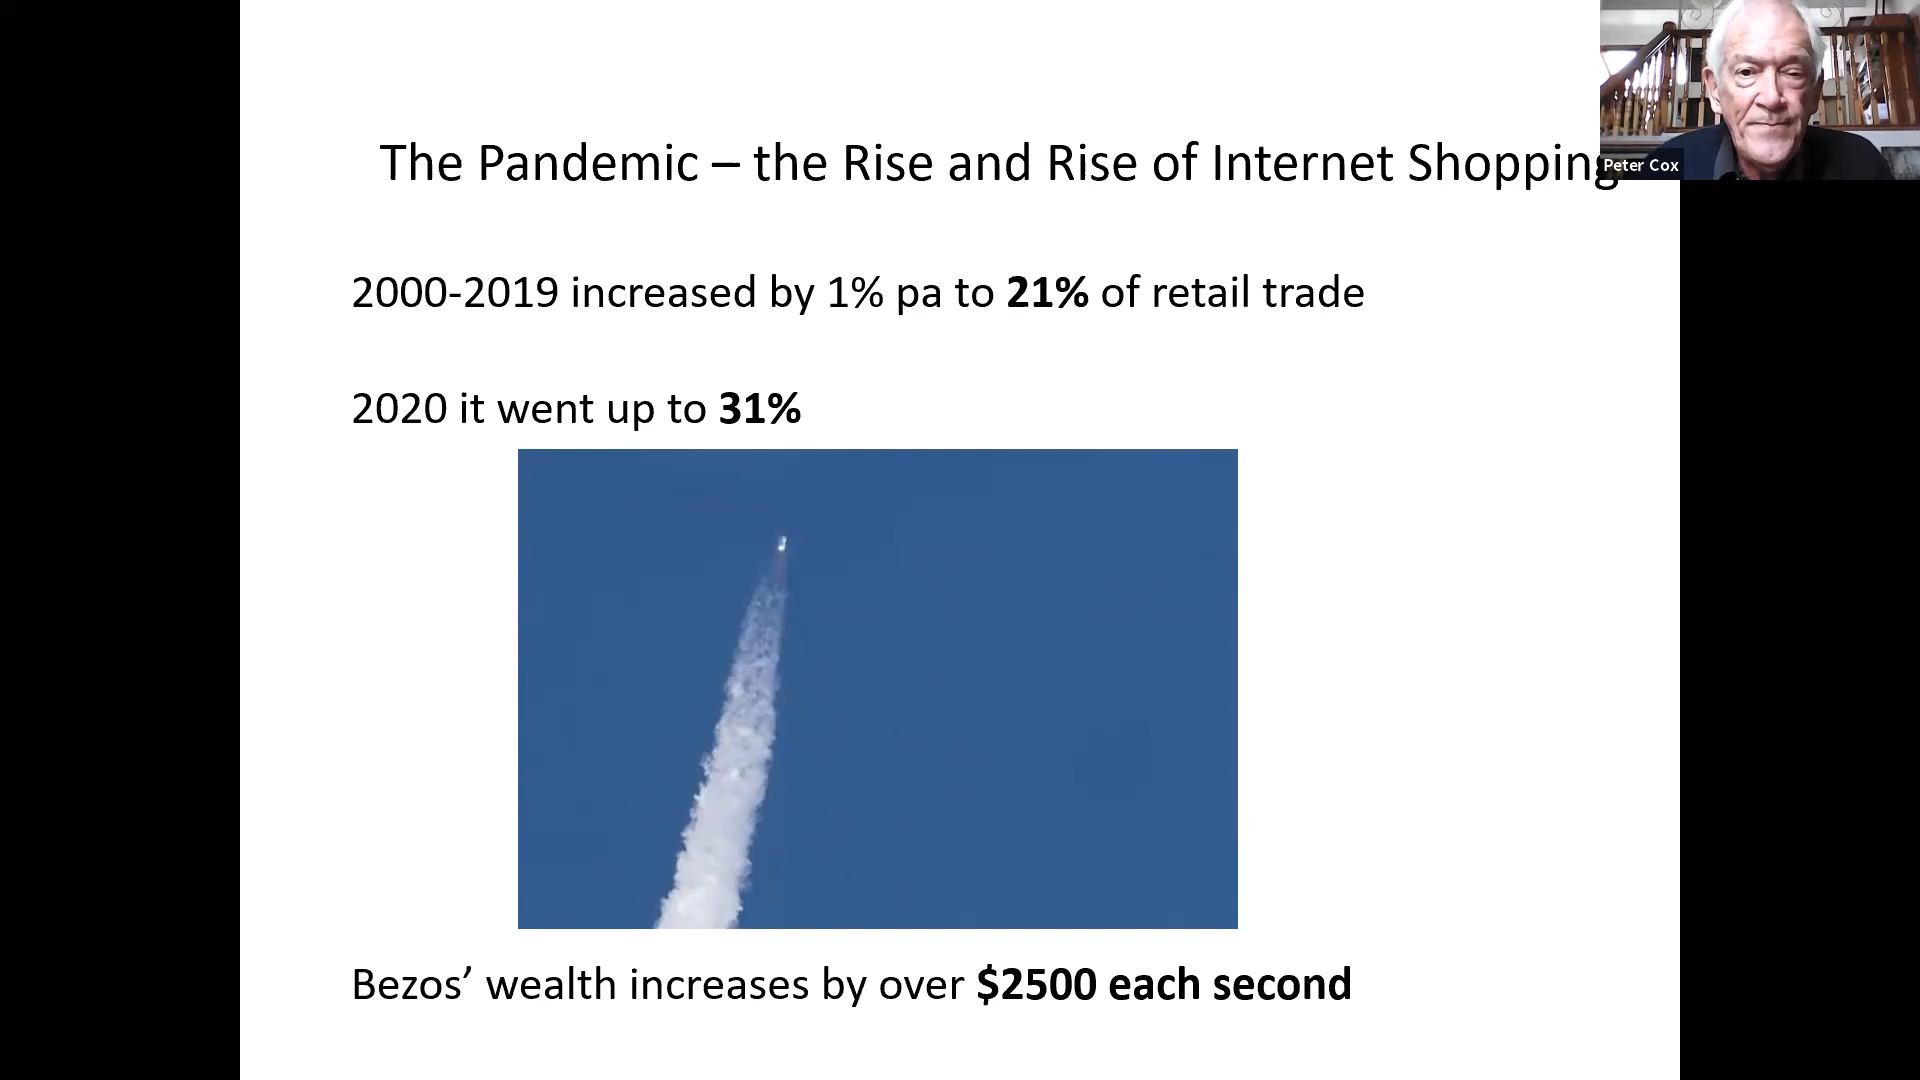 The Pandemic – the Rise and Rise of Internet Shopping
Peter Cox
2000-2019 increased by 1% pa to 21% of retail trade
2020 it went up to 31%
Bezos’ wealth increases by over $2500 each second